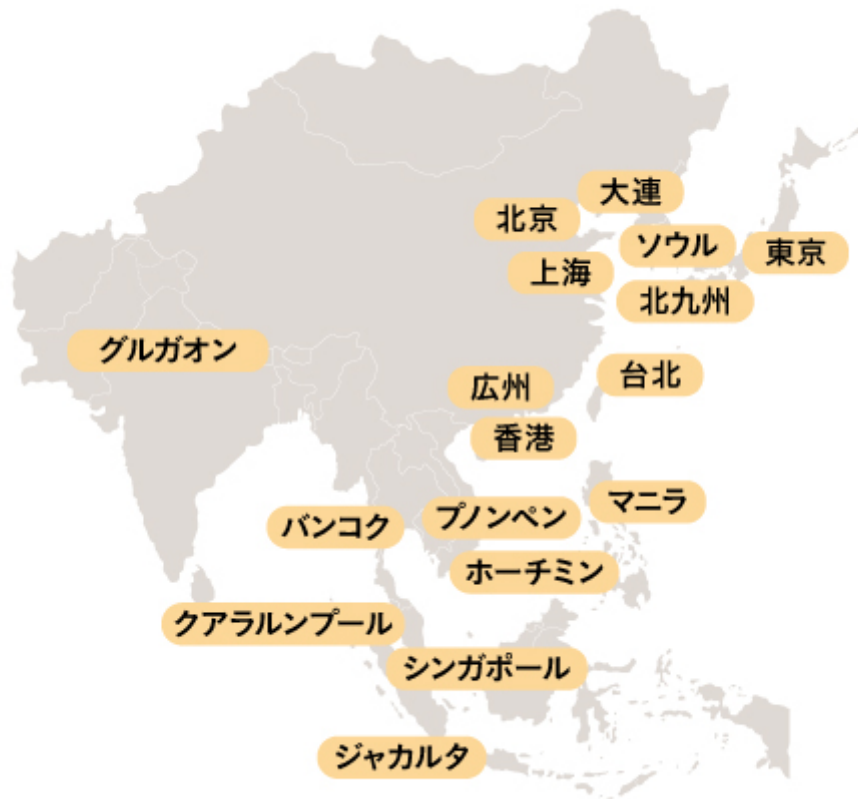 大連
北京
ソウル
東京
上海
北九州
グルガオン
台北
広州
香港
マニラ
プノンペン
バンコク
ホーチミン
クアラルンプール
シンガポール
ジャカルタ